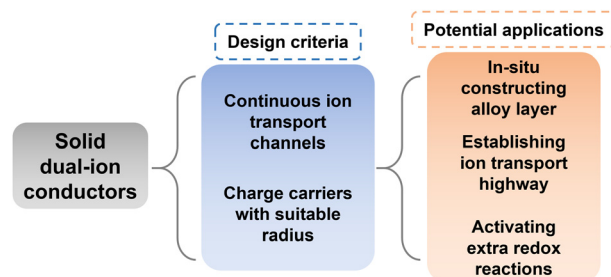 Solid
dual-ion
conductors
Design criteria
Continuous ion
transport
channels
Charge carriers
with suitable
radius
Potential applications
In-situ
constructing
alloy layer
Establishing
ion transport
highway
Activating
extra redox
reactions